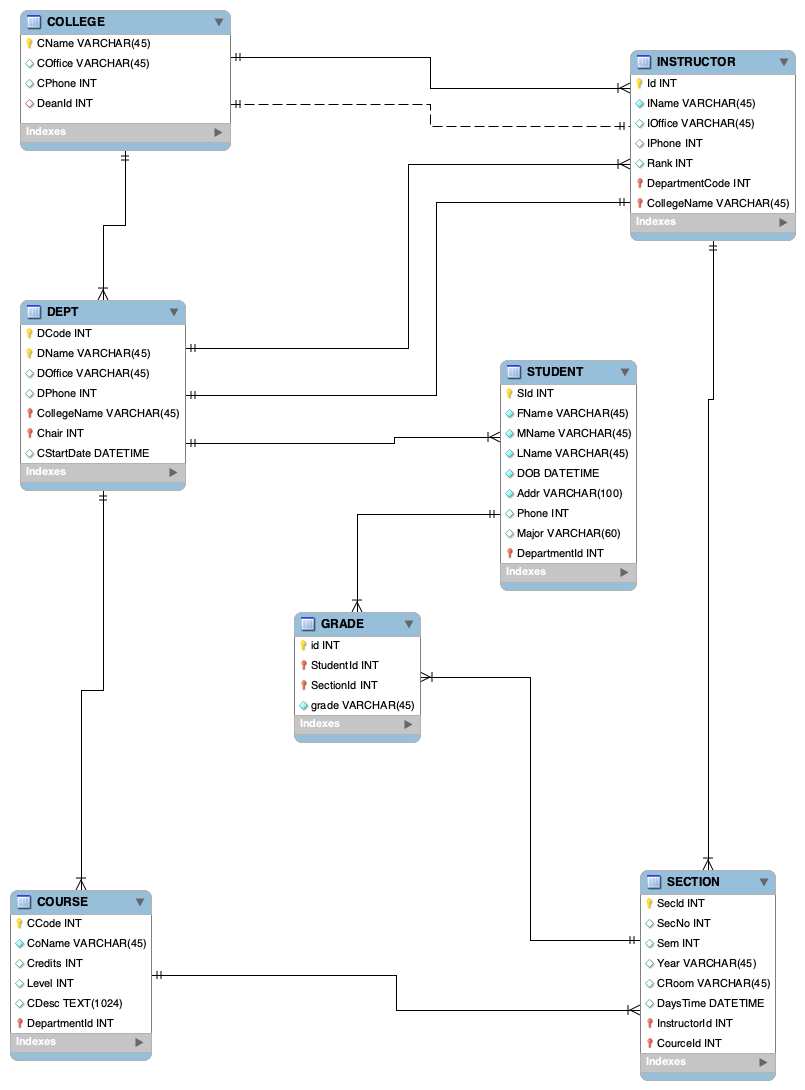 COLLEGE
CName VARCHAR(45)
COffice VARCHAR(45)
CPhone INT
DeanId INT
Indexes
INSTRUCTOR
Id INT
IName VARCHAR(45)
IOffice VARCHAR(45)
IPhone INT
Rank INT
DepartmentCode INT
CollegeName VARCHAR(45)
Indexes
DEPT
DCode INT
DName VARCHAR(45)
DOffice VARCHAR(45)
DPhone INT
CollegeName VARCHAR(45)
Chair INT
CStartDate DATETIME
Indexes
STUDENT
SId INT
FName VARCHAR(45)
MName VARCHAR(45)
LName VARCHAR(45)
DOB DATETIME
Addr VARCHAR(100)
Phone INT
Major VARCHAR(60)
DepartmentId INT
Indexes
GRADE
id INT
StudentId INT
SectionId INT
grade VARCHAR(45)
Indexes
COURSE
CCode INT
CoName VARCHAR(45)
Credits INT
Level INT
CDesc TEXT(1024)
DepartmentId INT
Indexes
SECTION
SecId INT
SecNo INT
Sem INT
Year VARCHAR(45)
CRoom VARCHAR(45)
DaysTime DATETIME
InstructorId INT
CourceId INT
Indexes